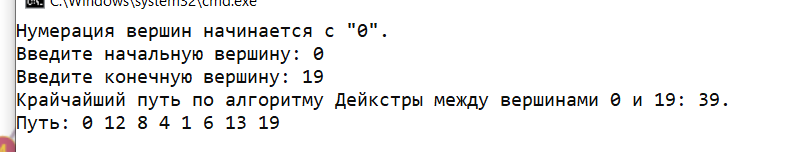 C:\Windows\system32\cmd.exe
Нумерация вершин начинается с "0".
Введите начальную вершину: 0
Введите конечную вершину: 19
Крайчайший путь по алгоритму Дейкстры между вершинами 0 и 19: 39.
Путь: 0 12 8 4 1 6 13 19